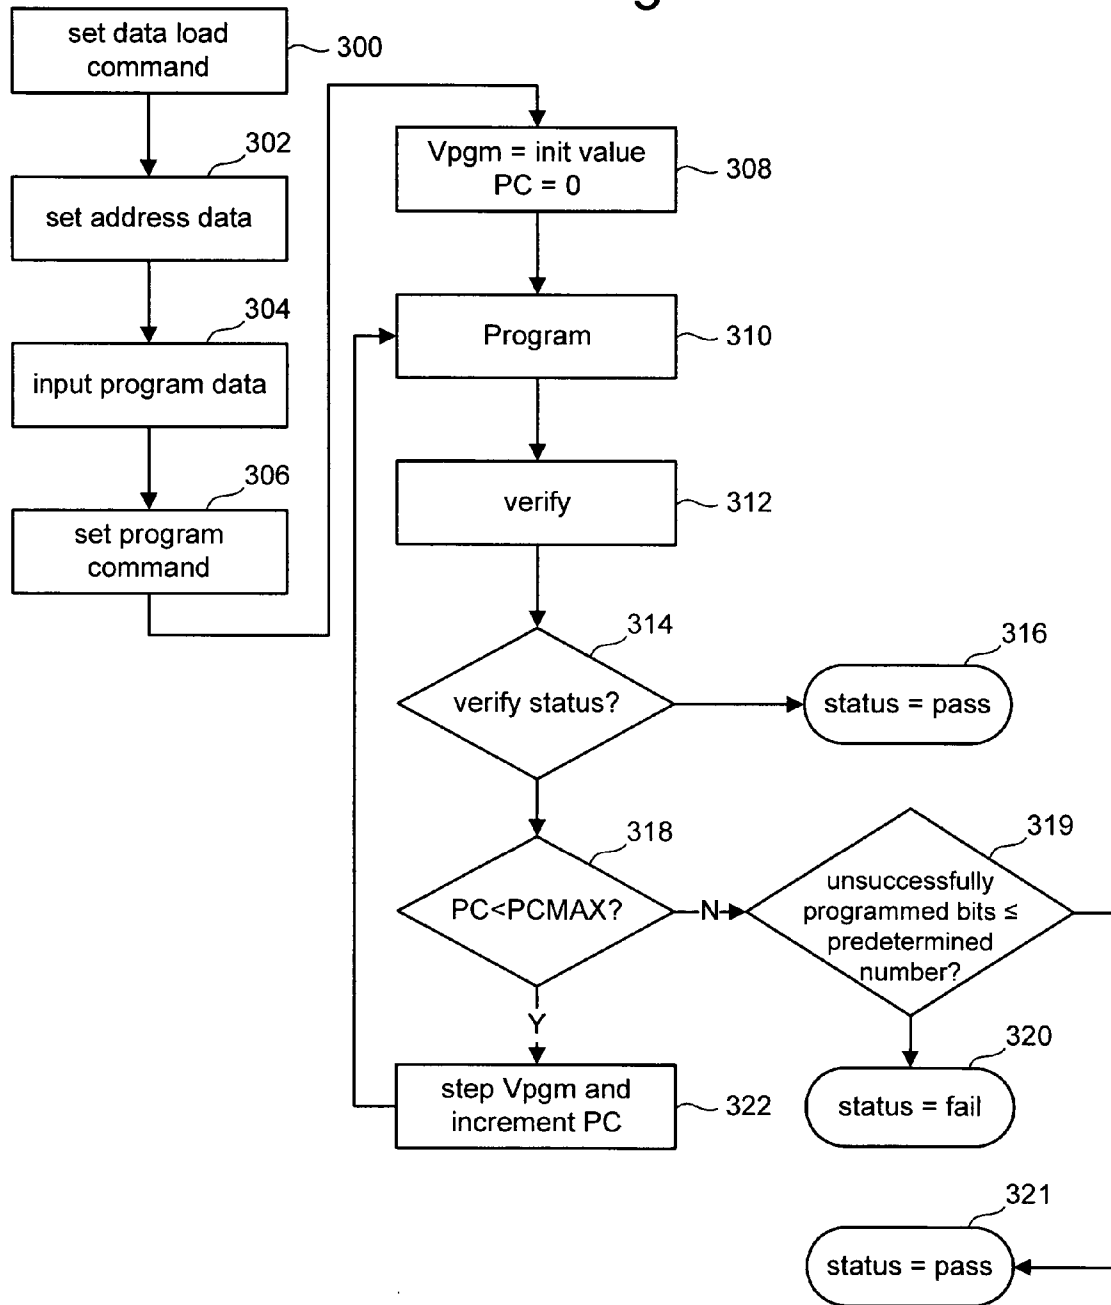 set data load
command
300
302
set address data
304
input program data
306
set program
command
Vpgm = init value
PC = 0
308
Program
310
verify
312
314
verify status?
316
status = pass
318
PC<PCMAX?
N
319
unsuccessfully
programmed bits ≤
predetermined
number?
Y
320
status = fail
step Vpgm and
increment PC
322
321
status = pass